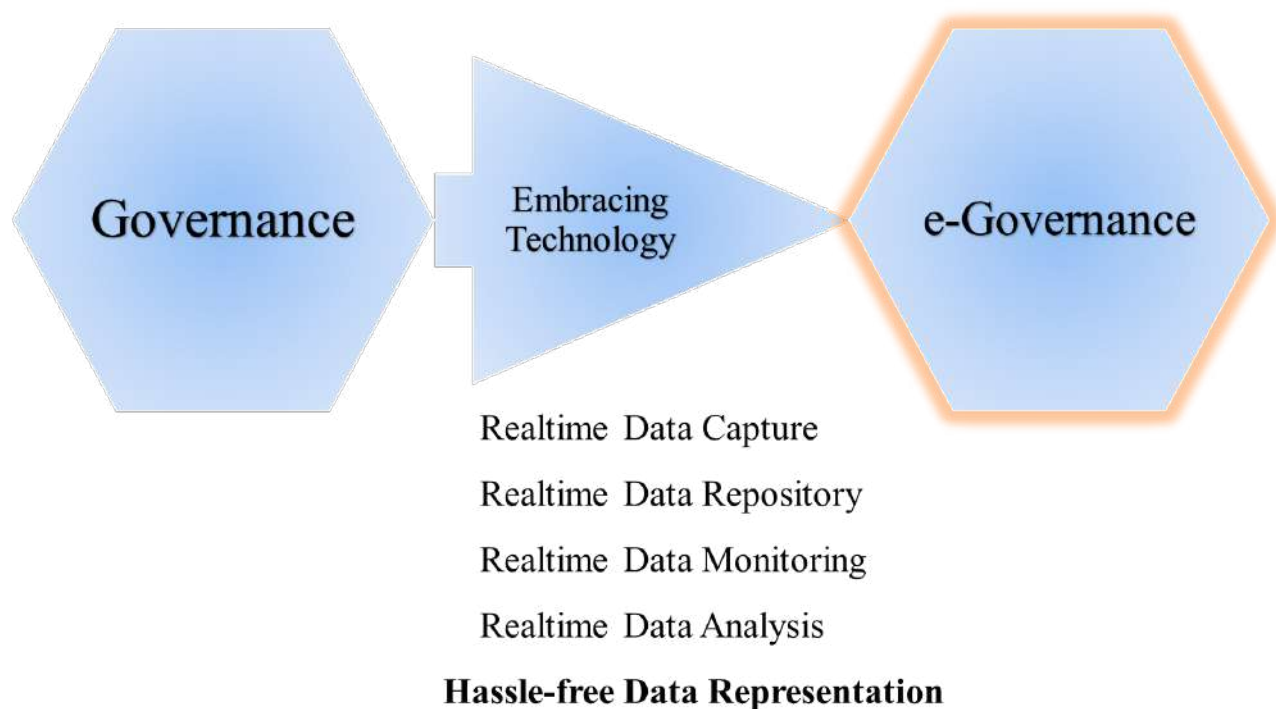 Governance
Embracing
Technology
e-Governance
Realtime Data Capture
Realtime Data Repository
Realtime Data Monitoring
Realtime Data Analysis
Hassle-free Data Representation